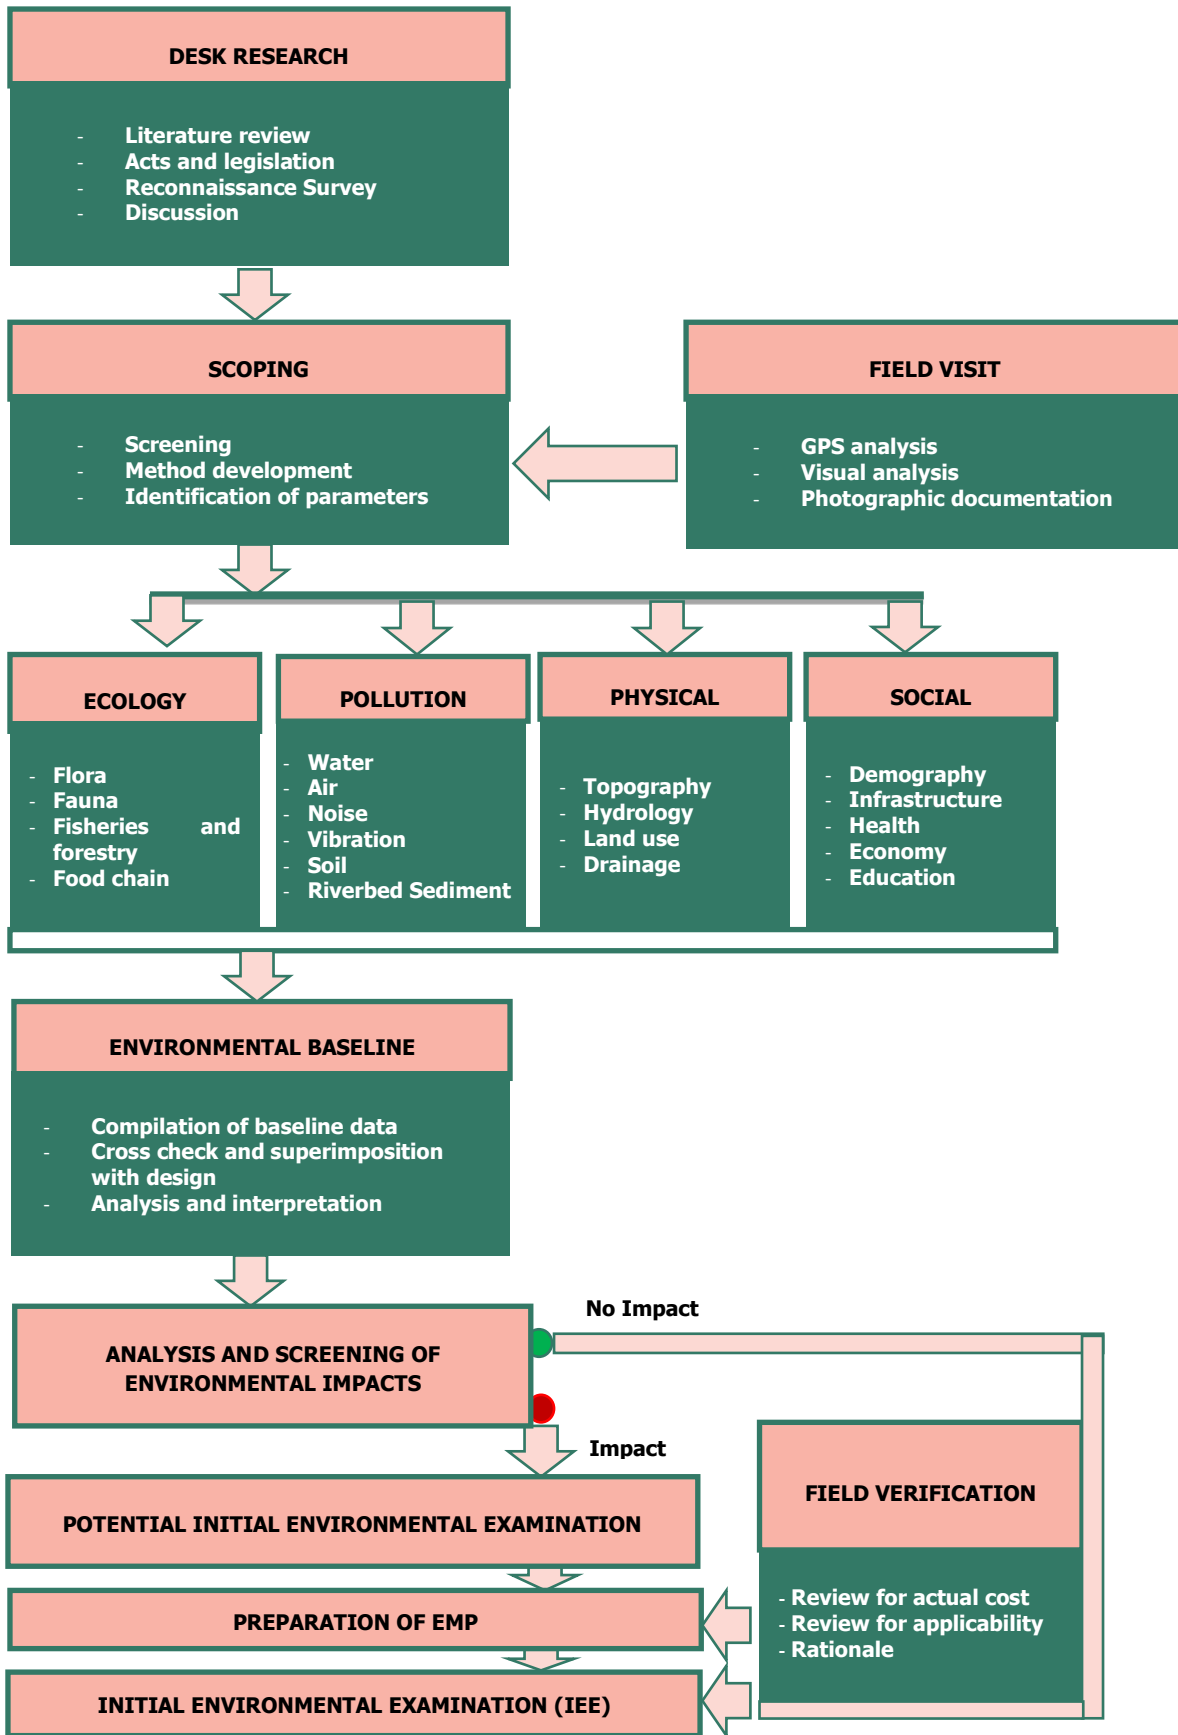 DESK RESEARCH
- Literature review
- Acts and legislation
- Reconnaissance Survey
- Discussion
SCOPING
- Screening
- Method development
- Identification of parameters
FIELD VISIT
- GPS analysis
- Visual analysis
- Photographic documentation
ECOLOGY
- Flora
- Fauna
- Fisheries and
forestry
- Food chain
POLLUTION
- Water
- Air
- Noise
- Vibration
- Soil
- Riverbed Sediment
PHYSICAL
- Topography
- Hydrology
- Land use
- Drainage
SOCIAL
- Demography
- Infrastructure
- Health
- Economy
- Education
ENVIRONMENTAL BASELINE
- Compilation of baseline data
- Cross check and superimposition
with design
- Analysis and interpretation
ANALYSIS AND SCREENING OF
ENVIRONMENTAL IMPACTS
No Impact
Impact
POTENTIAL INITIAL ENVIRONMENTAL EXAMINATION
FIELD VERIFICATION
- Review for actual cost
- Review for applicability
- Rationale
PREPARATION OF EMP
INITIAL ENVIRONMENTAL EXAMINATION (IEE)